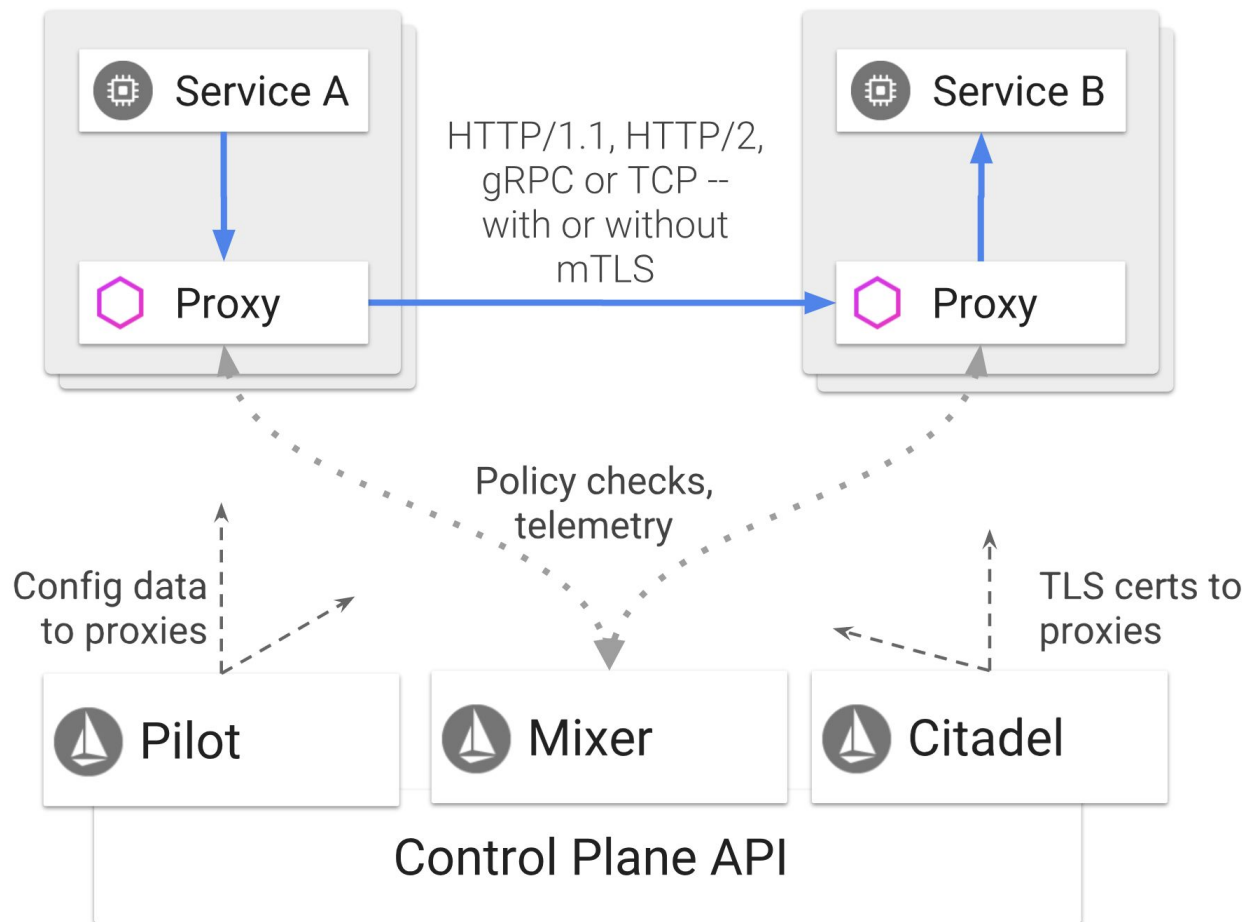 Service A
Service B
HTTP/1.1, HTTP/2,
gRPC or TCP --
with or without
mTLS
Proxy
Proxy
Policy checks,
telemetry
Config data
to proxies
TLS certs to
proxies
Pilot
Mixer
Citadel
Control Plane API